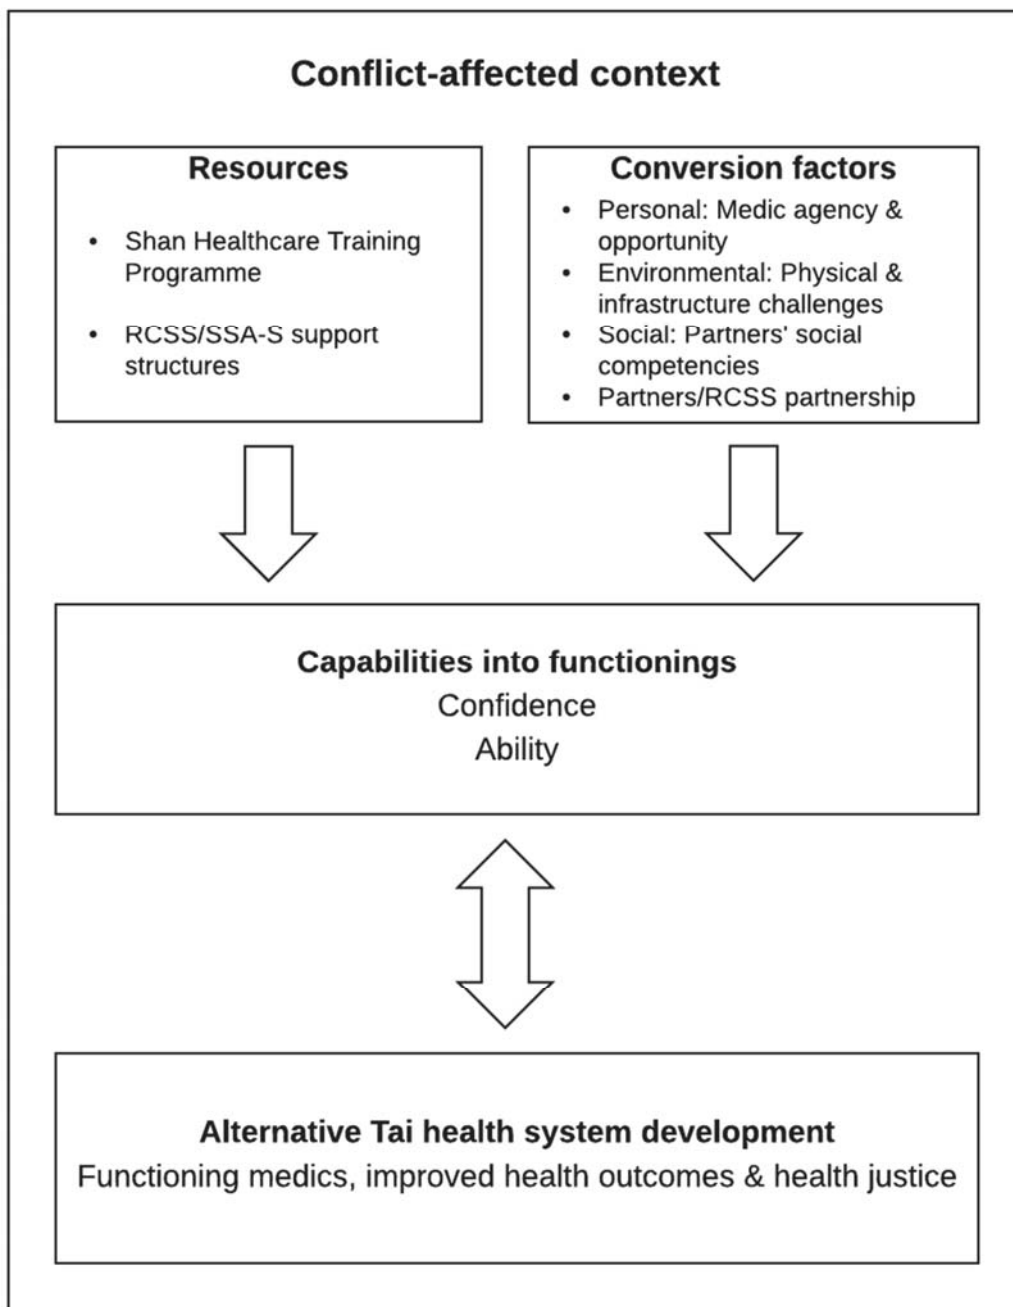 Conflict-affected context
Resources
• Shan Healthcare Training
Programme
• RCSS/SSA-S support
structures
Conversion factors
• Personal: Medic agency &
opportunity
• Environmental: Physical &
infrastructure challenges
• Social: Partners' social
competencies
• Partners/RCSS partnership
Capabilities into functionings
Confidence
Ability
Alternative Tai health system development
Functioning medics, improved health outcomes & health justice